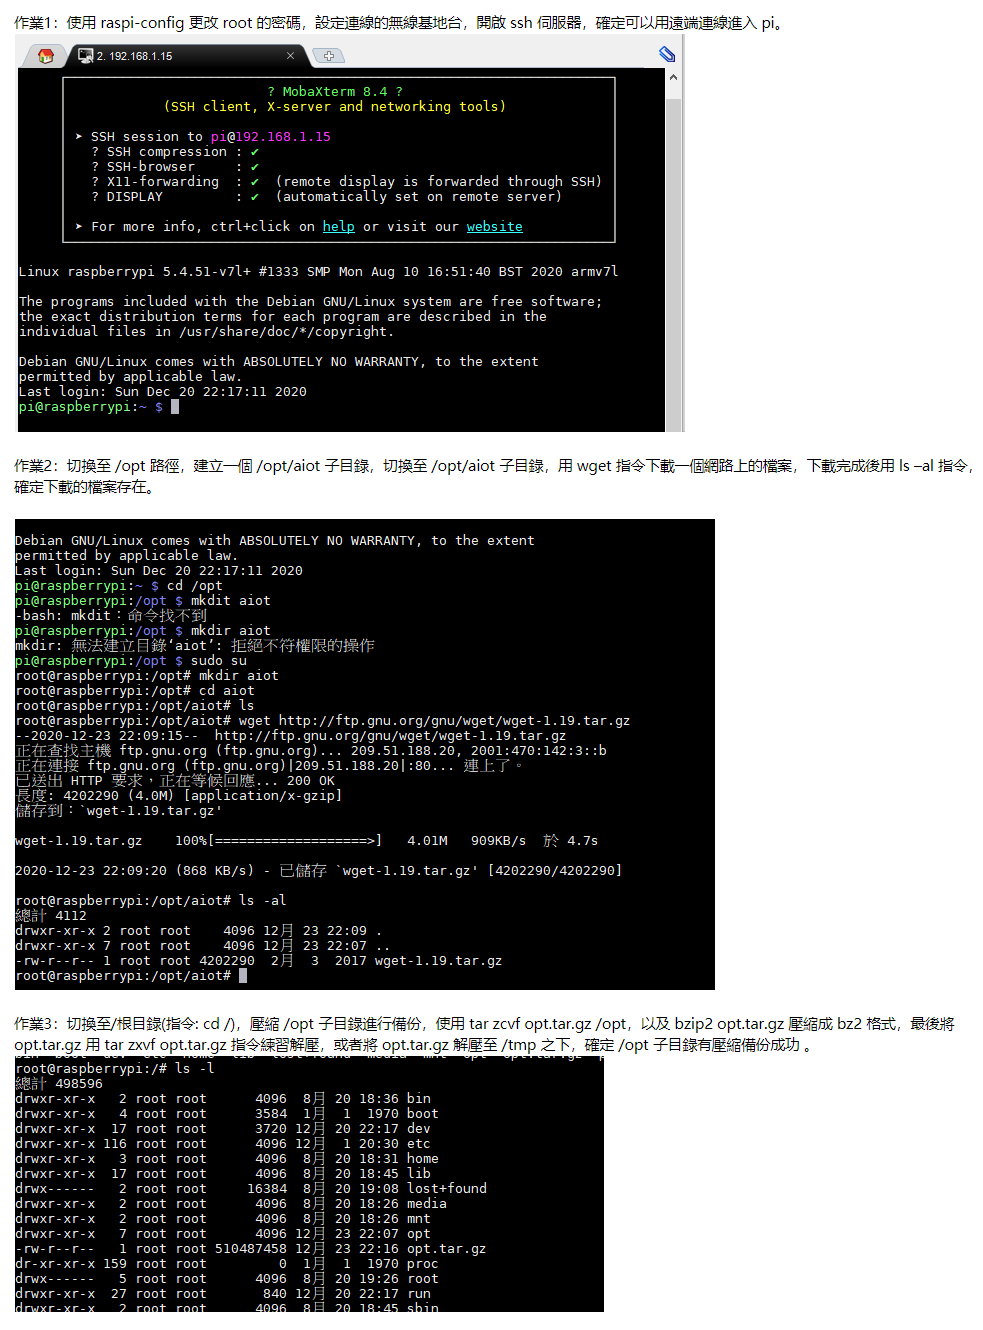 作業1：使用 raspi-config 更改 root 的密碼，設定連線的無線基地台，開啟 ssh 伺服器，確定可以用遠端連線進入 pi。
2. 192.168.1.15
? MobaXterm 8.4 ?
(SSH client, X-server and networking tools)
➤ SSH session to pi@192.168.1.15
? SSH compression : ✔
? SSH-browser     : ✔
? X11-forwarding  : ✔  (remote display is forwarded through SSH)
? DISPLAY         : ✔  (automatically set on remote server)
➤ For more info, ctrl+click on help or visit our website
Linux raspberrypi 5.4.51-v7l+ #1333 SMP Mon Aug 10 16:51:40 BST 2020 armv7l
The programs included with the Debian GNU/Linux system are free software;
the exact distribution terms for each program are described in the
individual files in /usr/share/doc/*/copyright.
Debian GNU/Linux comes with ABSOLUTELY NO WARRANTY, to the extent
permitted by applicable law.
Last login: Sun Dec 20 22:17:11 2020
pi@raspberrypi:~ $
作業2：切換至 /opt 路徑，建立一個 /opt/aiot 子目錄，切換至 /opt/aiot 子目錄，用 wget 指令下載一個網路上的檔案，下載完成後用 ls –al 指令，
確定下載的檔案存在。
Debian GNU/Linux comes with ABSOLUTELY NO WARRANTY, to the extent
permitted by applicable law.
Last login: Sun Dec 20 22:17:11 2020
pi@raspberrypi:~ $ cd /opt
pi@raspberrypi:/opt $ mkdit aiot
-bash: mkdit：命令找不到
pi@raspberrypi:/opt $ mkdir aiot
mkdir: 無法建立目錄‘aiot’: 拒絕不符權限的操作
pi@raspberrypi:/opt $ sudo su
root@raspberrypi:/opt# mkdir aiot
root@raspberrypi:/opt# cd aiot
root@raspberrypi:/opt/aiot# ls
root@raspberrypi:/opt/aiot# wget http://ftp.gnu.org/gnu/wget/wget-1.19.tar.gz
--2020-12-23 22:09:15--  http://ftp.gnu.org/gnu/wget/wget-1.19.tar.gz
正在查找主機 ftp.gnu.org (ftp.gnu.org)... 209.51.188.20, 2001:470:142:3::b
正在連接 ftp.gnu.org (ftp.gnu.org)|209.51.188.20|:80... 連上了。
已送出 HTTP 要求，正在等候回應... 200 OK
長度: 4202290 (4.0M) [application/x-gzip]
儲存到：`wget-1.19.tar.gz'
wget-1.19.tar.gz    100%[===================>]   4.01M   909KB/s  於 4.7s
2020-12-23 22:09:20 (868 KB/s) - 已儲存 `wget-1.19.tar.gz' [4202290/4202290]
root@raspberrypi:/opt/aiot# ls -al
總計 4112
drwxr-xr-x 2 root root    4096 12月 23 22:09 .
drwxr-xr-x 7 root root    4096 12月 23 22:07 ..
-rw-r--r-- 1 root root 4202290  2月  3  2017 wget-1.19.tar.gz
root@raspberrypi:/opt/aiot#
作業3：切換至/根目錄(指令: cd /)，壓縮 /opt 子目錄進行備份，使用 tar zcvf opt.tar.gz /opt，以及 bzip2 opt.tar.gz 壓縮成 bz2 格式，最後將
opt.tar.gz 用 tar zxvf opt.tar.gz 指令練習解壓，或者將 opt.tar.gz 解壓至 /tmp 之下，確定 /opt 子目錄有壓縮備份成功 。
root@raspberrypi:/# ls -l
總計 498596
drwxr-xr-x   2 root root      4096  8月 20 18:36 bin
drwxr-xr-x   4 root root      3584  1月  1  1970 boot
drwxr-xr-x  17 root root      3720 12月 20 22:17 dev
drwxr-xr-x 116 root root      4096 12月  1 20:30 etc
drwxr-xr-x   3 root root      4096  8月 20 18:31 home
drwxr-xr-x  17 root root      4096  8月 20 18:45 lib
drwx------   2 root root     16384  8月 20 19:08 lost+found
drwxr-xr-x   2 root root      4096  8月 20 18:26 media
drwxr-xr-x   2 root root      4096  8月 20 18:26 mnt
drwxr-xr-x   7 root root      4096 12月 23 22:07 opt
-rw-r--r--   1 root root 510487458 12月 23 22:16 opt.tar.gz
dr-xr-xr-x 159 root root         0  1月  1  1970 proc
drwx------   5 root root      4096  8月 20 19:26 root
drwxr-xr-x  27 root root       840 12月 20 22:17 run
drwxr-xr-x   2 root root      4096  8月 20 18:45 sbin